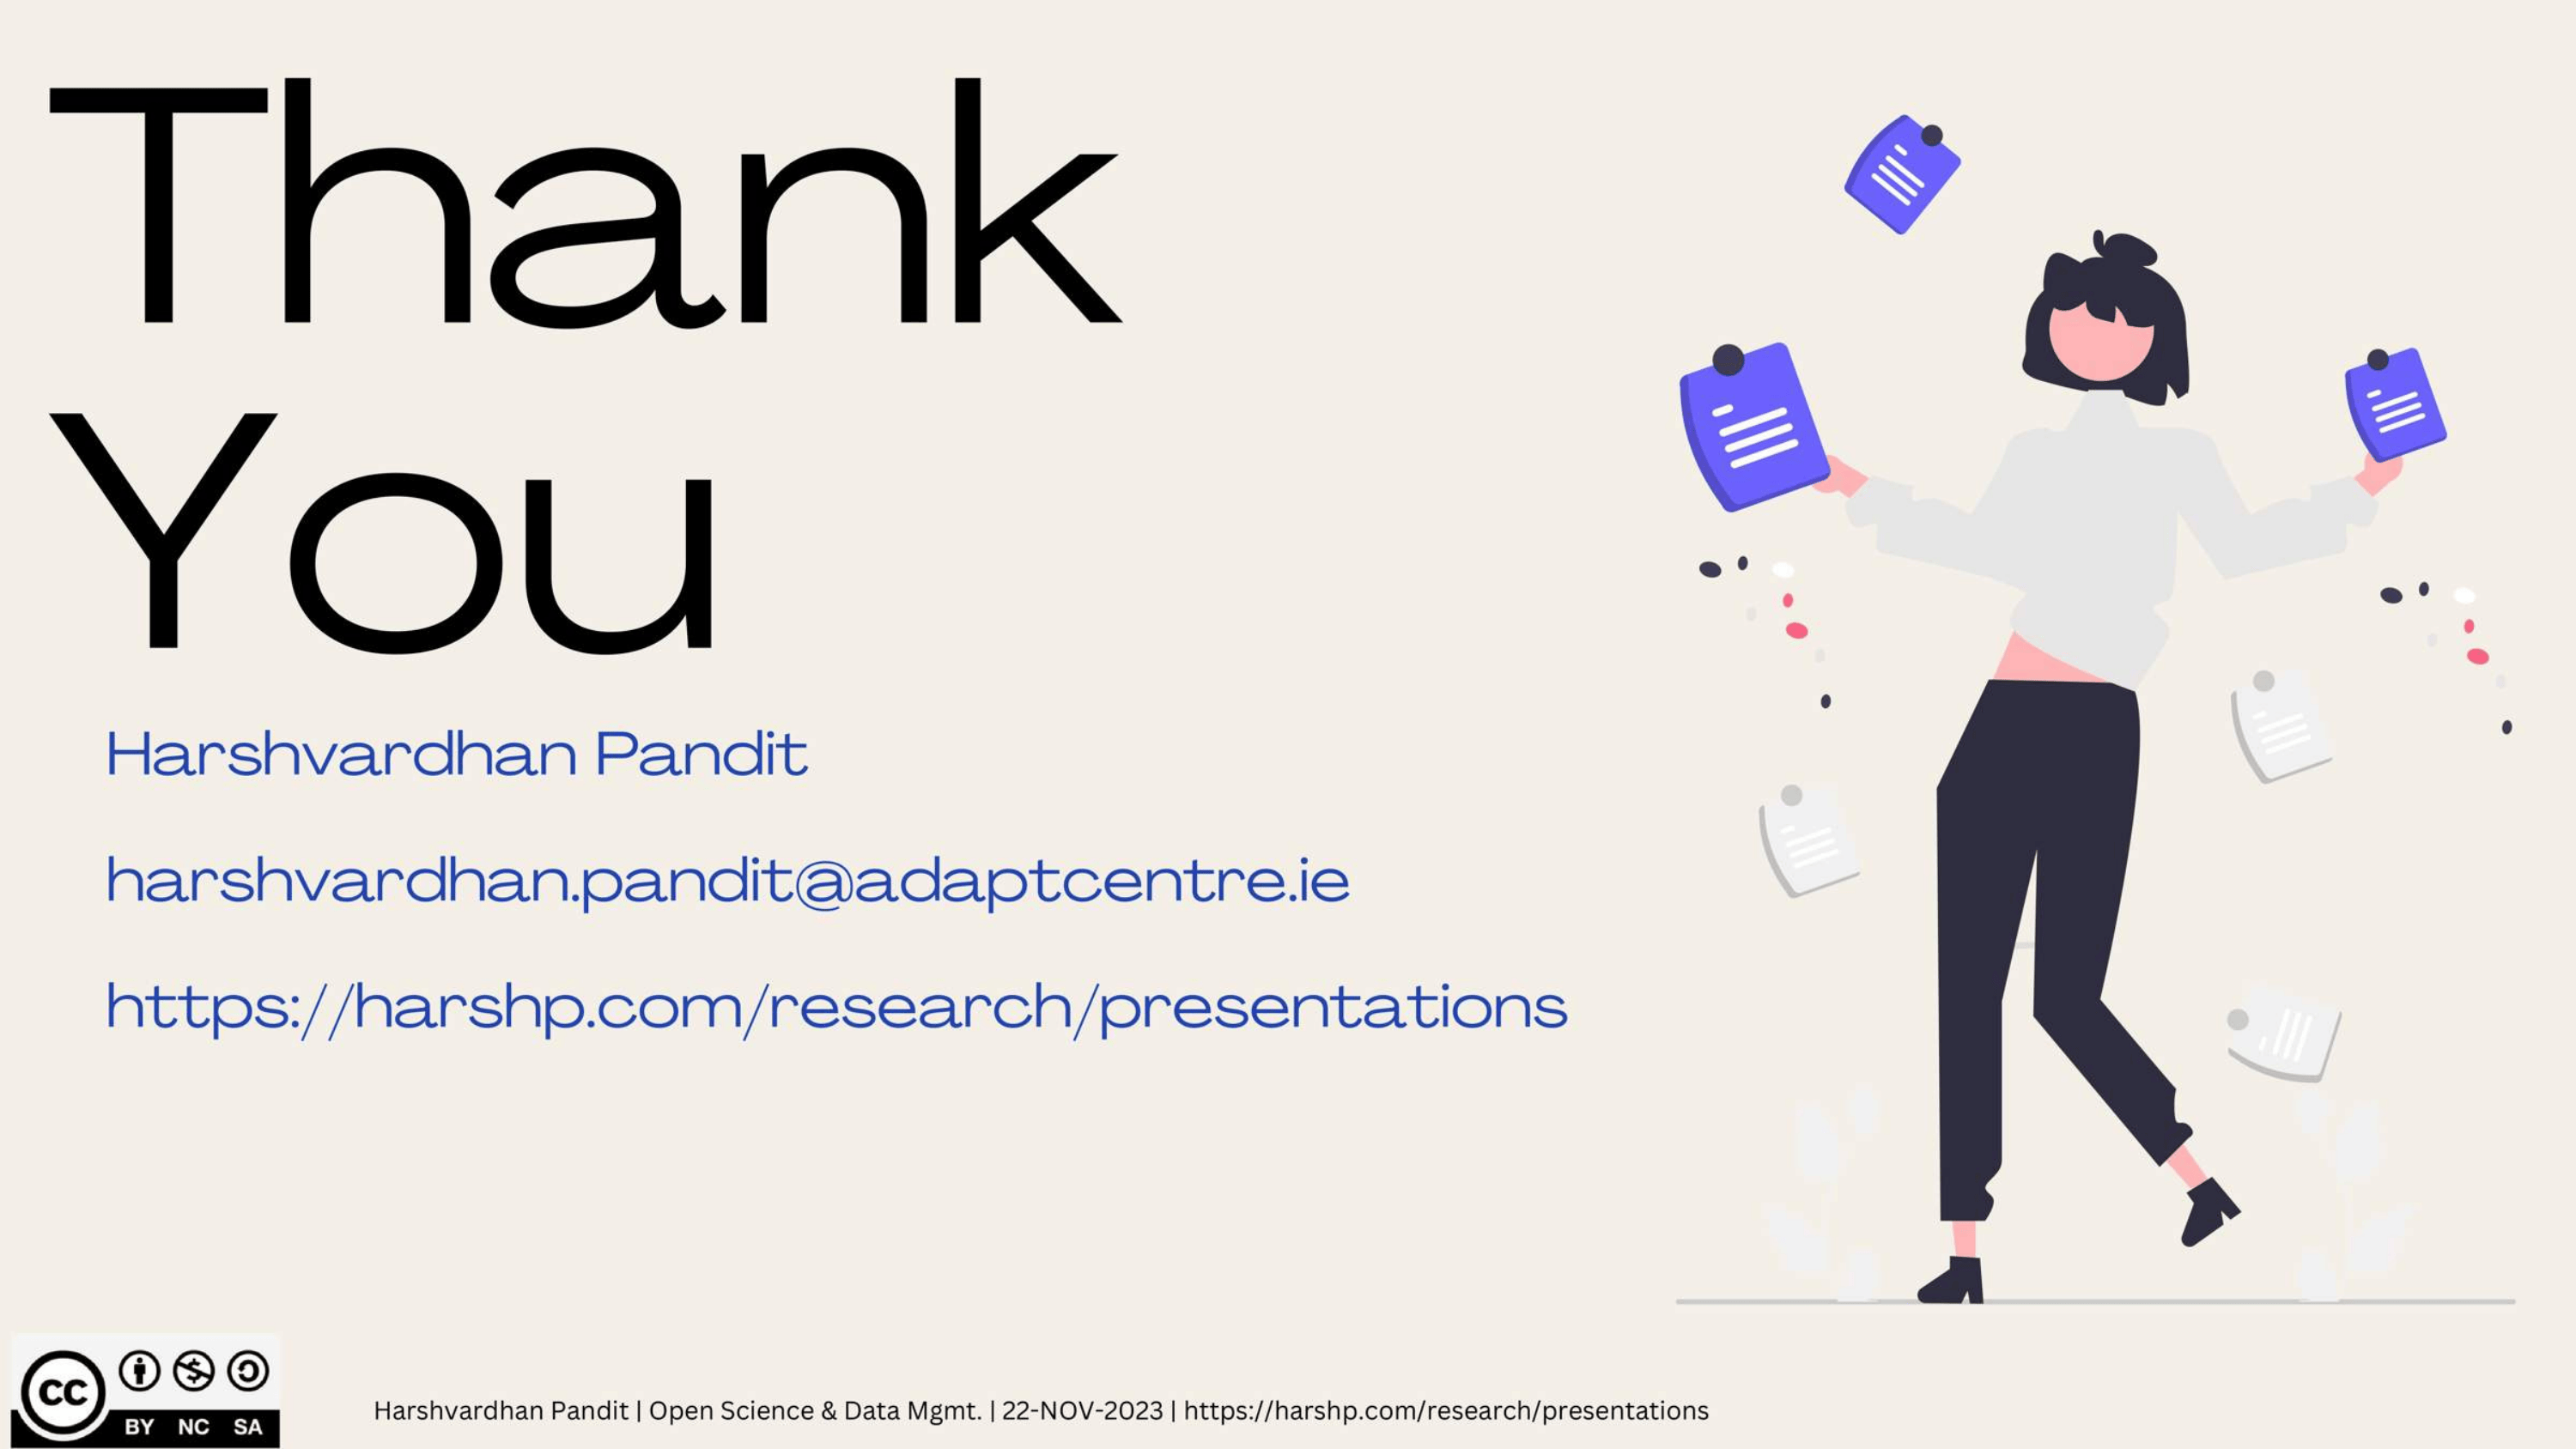 Thank
You
Harshvardhan Pandit
harshvardhan.pandit@adaptcentre.ie
https://harshp.com/research/presentations
cc
BY NC SA
Harshvardhan Pandit | Open Science & Data Mgmt. | 22-NOV-2023 | https://harshp.com/research/presentations